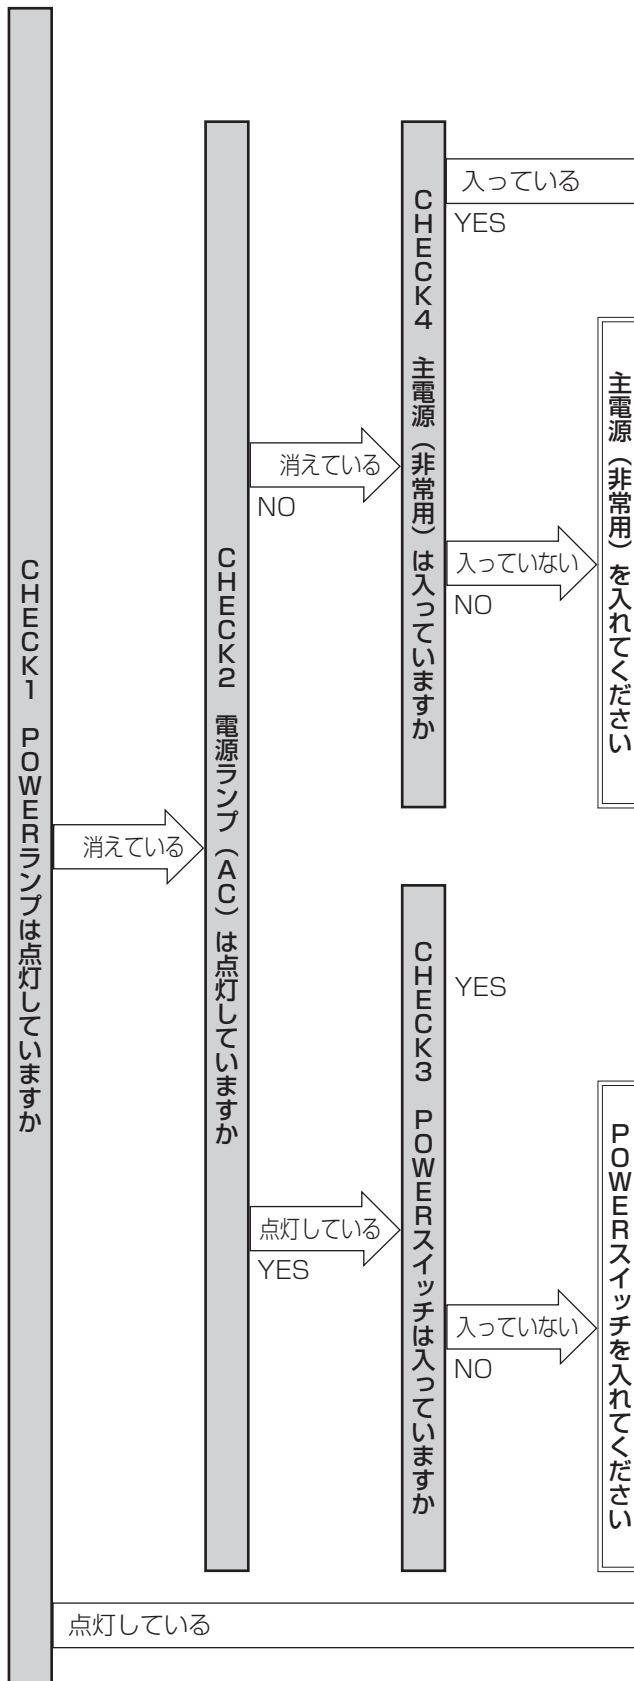 CHECK1 POWERランプは点灯していますか
消えている
CHECK2 電源ランプ（AC）は点灯していますか
消えている
NO
CHECK4 主電源（非常用）は入っていますか
入っている
YES
入っていない
NO
主電源（非常用）を入れてください
点灯している
YES
CHECK3 POWERスイッチは入っていますか
YES
入っていない
NO
POWERスイッチを入れてください
点灯している